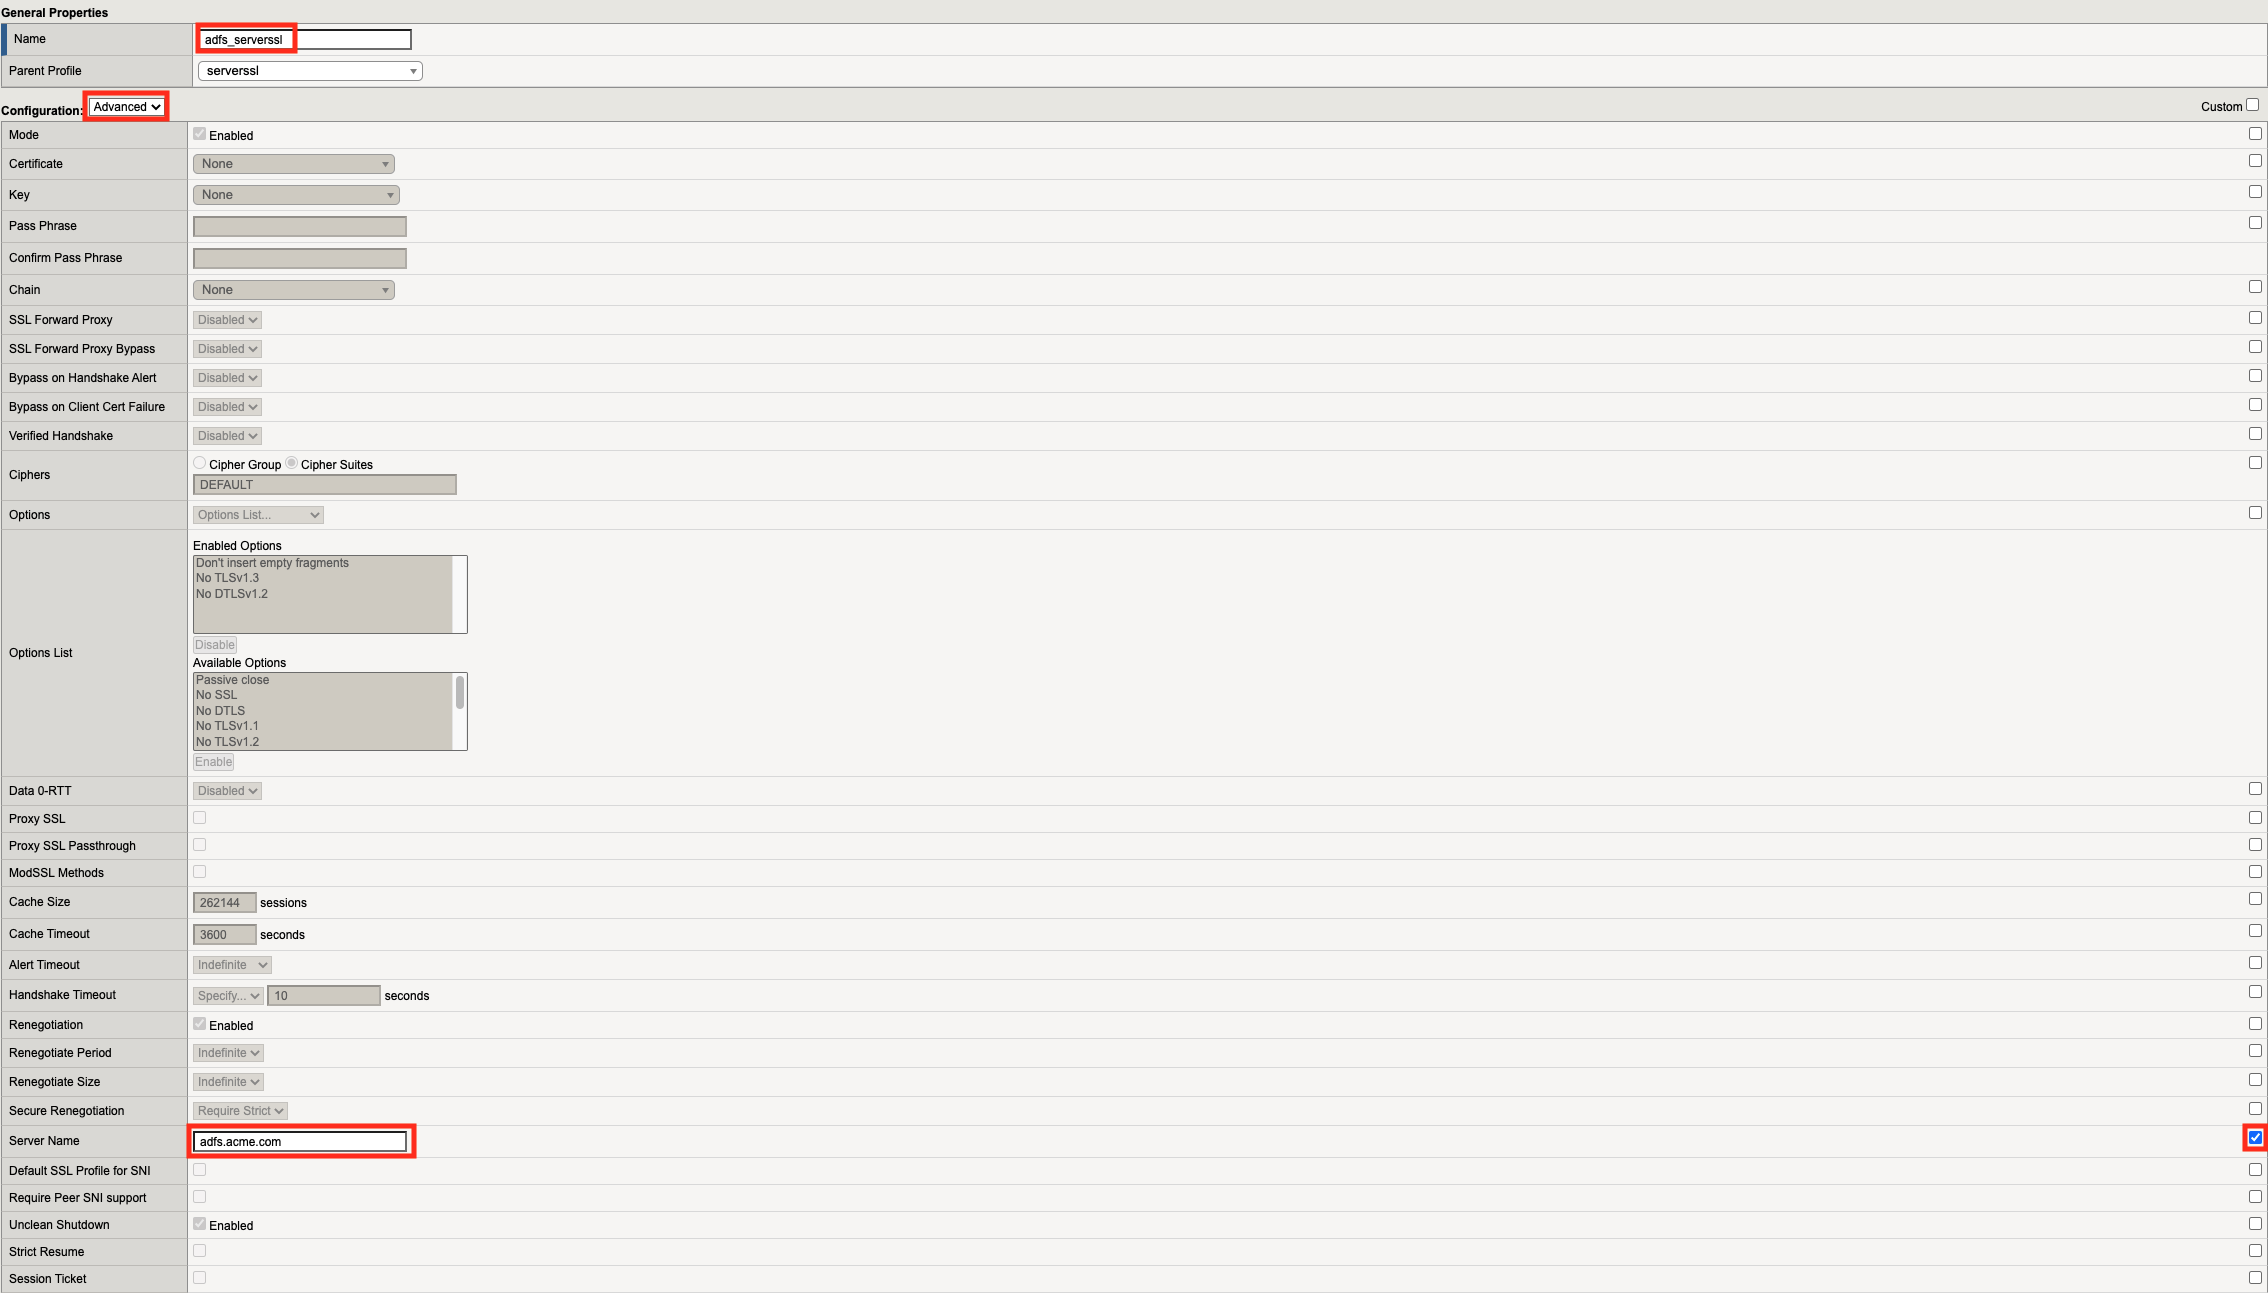 General Properties
Name adfs_serverssl
Parent Profile serverssl
Configuration: Advanced Custom
Mode Enabled
Certificate None
Key None
Pass Phrase
Confirm Pass Phrase
Chain None
SSL Forward Proxy Disabled
SSL Forward Proxy Bypass Disabled
Bypass on Handshake Alert Disabled
Bypass on Client Cert Failure Disabled
Verified Handshake Disabled
Ciphers Cipher Group Cipher Suites
DEFAULT
Options Options List...
Options List
Enabled Options
Don't insert empty fragments
No TLSv1.3
No DTLSv1.2
Disable
Available Options
Passive close
No SSL
No DTLS
No TLSv1.1
No TLSv1.2
Enable
Data 0-RTT Disabled
Proxy SSL
Proxy SSL Passthrough
ModSSL Methods
Cache Size 262144 sessions
Cache Timeout 3600 seconds
Alert Timeout Indefinite
Handshake Timeout Specify... 10 seconds
Renegotiation Enabled
Renegotiate Period Indefinite
Renegotiate Size Indefinite
Secure Renegotiation Require Strict
Server Name adfs.acme.com
Default SSL Profile for SNI
Require Peer SNI support
Unclean Shutdown Enabled
Strict Resume
Session Ticket